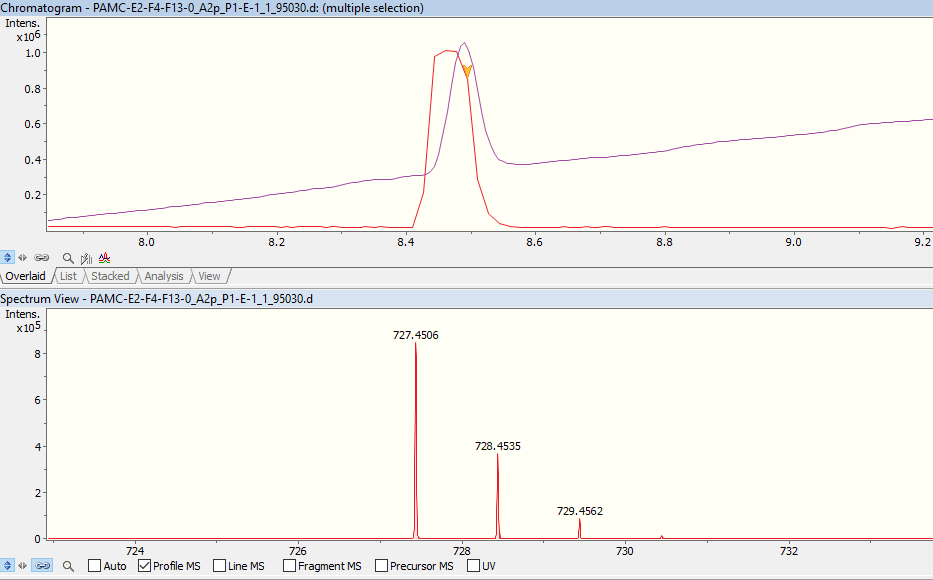 Chromatogram - PAMC-E2-F4-F13-0_A2p_P1-E-1_1_95030.d: (multiple selection)
Intens.
x10^6
1.0
0.8
0.6
0.4
0.2
8.0 8.2 8.4 8.6 8.8 9.0 9.2
Overlaid List Stacked Analysis View
Spectrum View - PAMC-E2-F4-F13-0_A2p_P1-E-1_1_95030.d
Intens.
x10^5
727.4506
8
6
728.4535
4
729.4562
2
0
724 726 728 730 732
Auto Profile MS Line MS Fragment MS Precursor MS UV